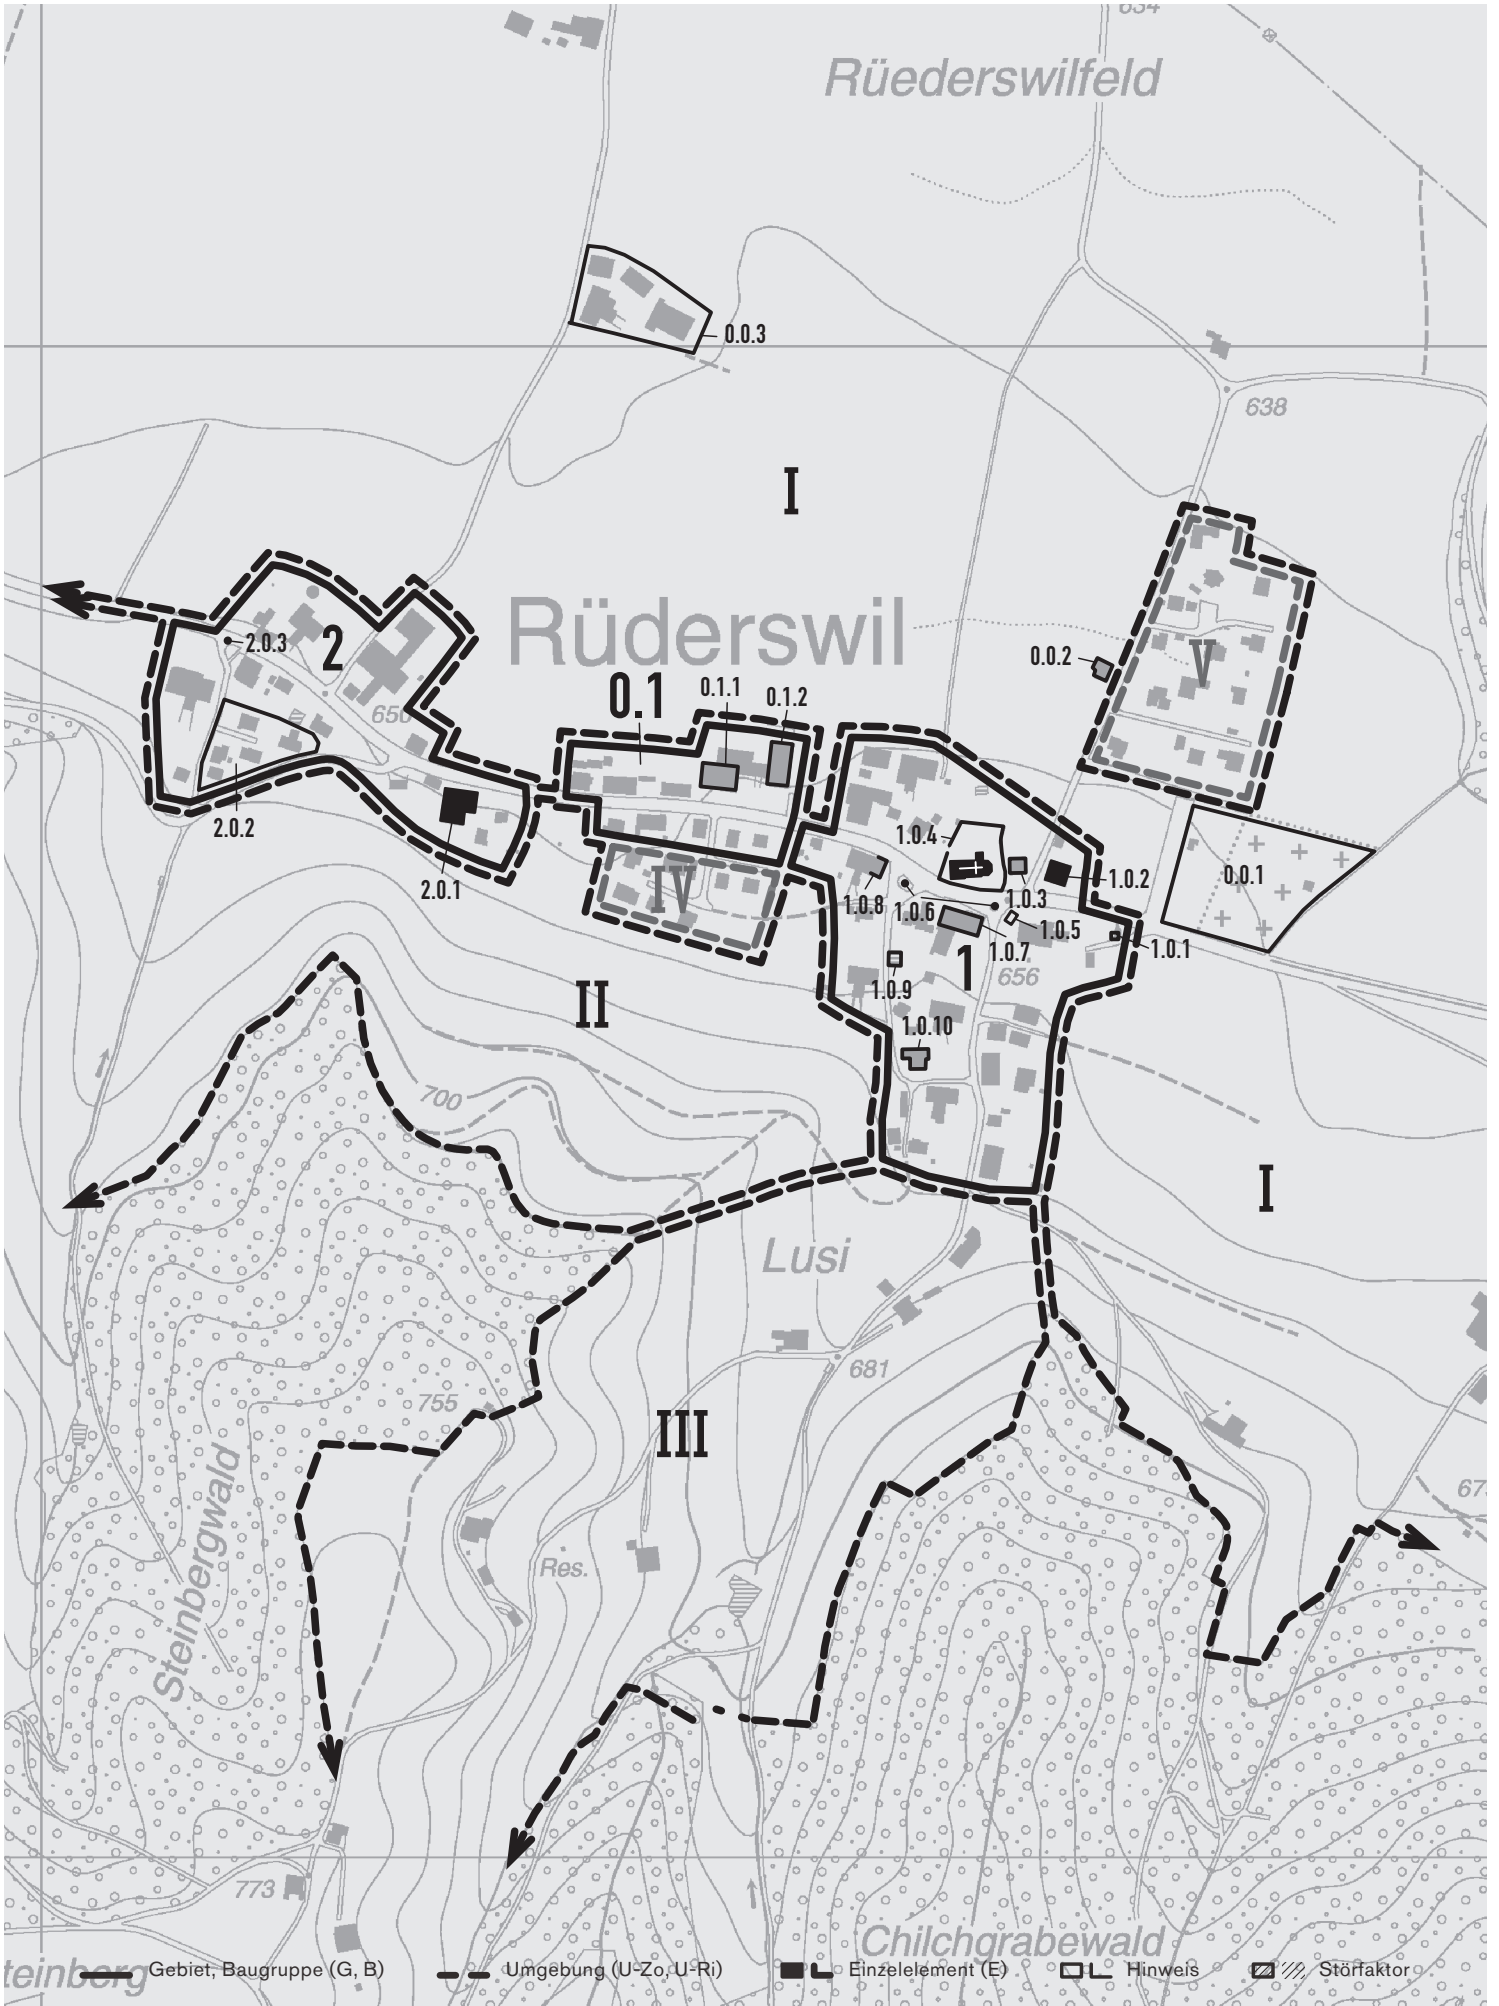 634
Rüederswilfeld
0.0.3
638
I
Rüderswil
2.0.3
2
0.0.2
V
0.1
0.1.1
0.1.2
650
2.0.2
1.0.4
2.0.1
IV
1.0.8
1.0.6
1.0.3
1.0.2
0.0.1
1.0.5
1.0.7
1.0.1
1
656
1.0.9
II
1.0.10
700
I
Lusi
681
755
III
Steinbergwald
Res.
773
Chilchgrabewald
teinberg
Gebiet, Baugruppe (G, B) Umgebung (U-Zo, U-Ri) Einzelelement (E) Hinweis Störfaktor